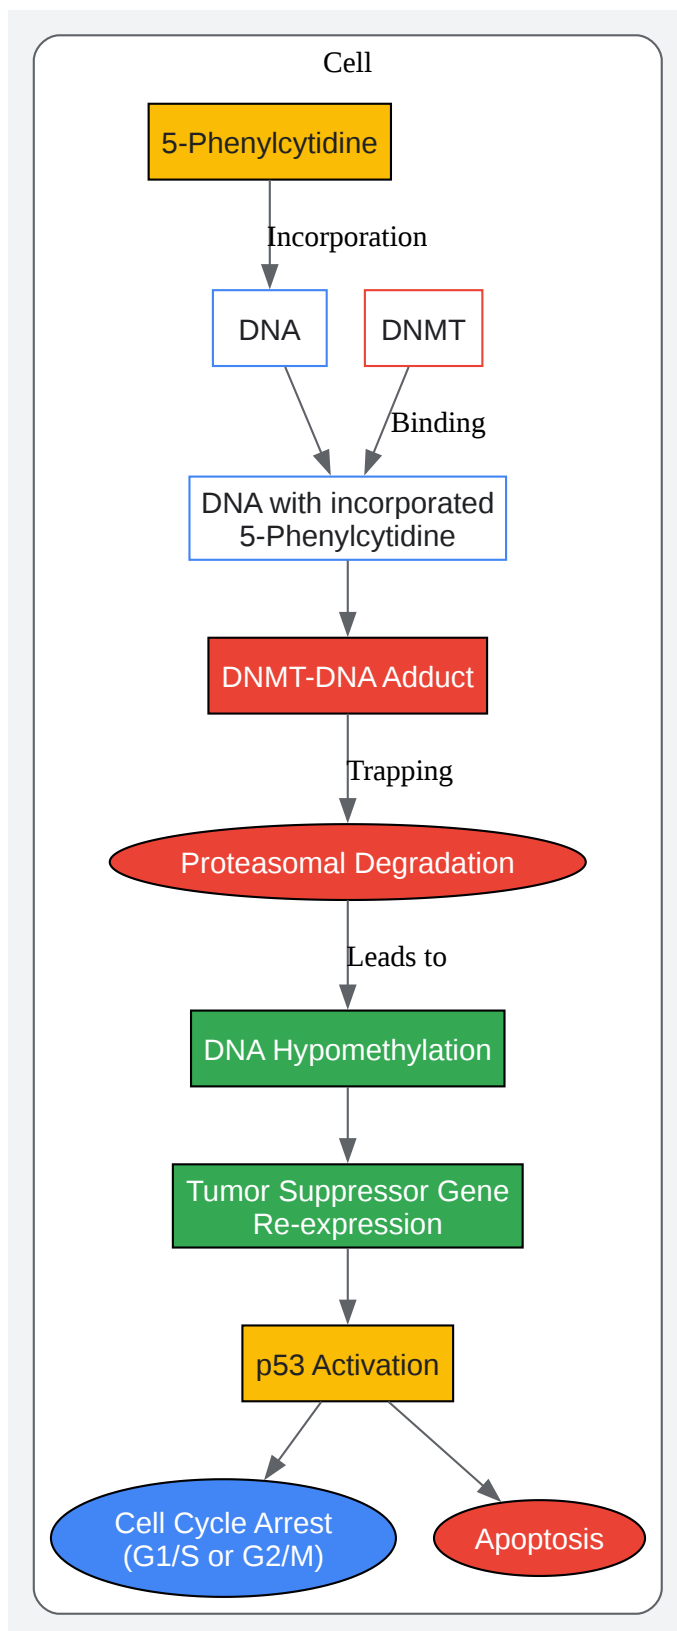 Cell
5-Phenylcytidine
Incorporation
DNA
DNMT
Binding
DNA with incorporated
5-Phenylcytidine
DNMT-DNA Adduct
Trapping
Proteasomal Degradation
Leads to
DNA Hypomethylation
Tumor Suppressor Gene
Re-expression
p53 Activation
Cell Cycle Arrest
(G1/S or G2/M)
Apoptosis